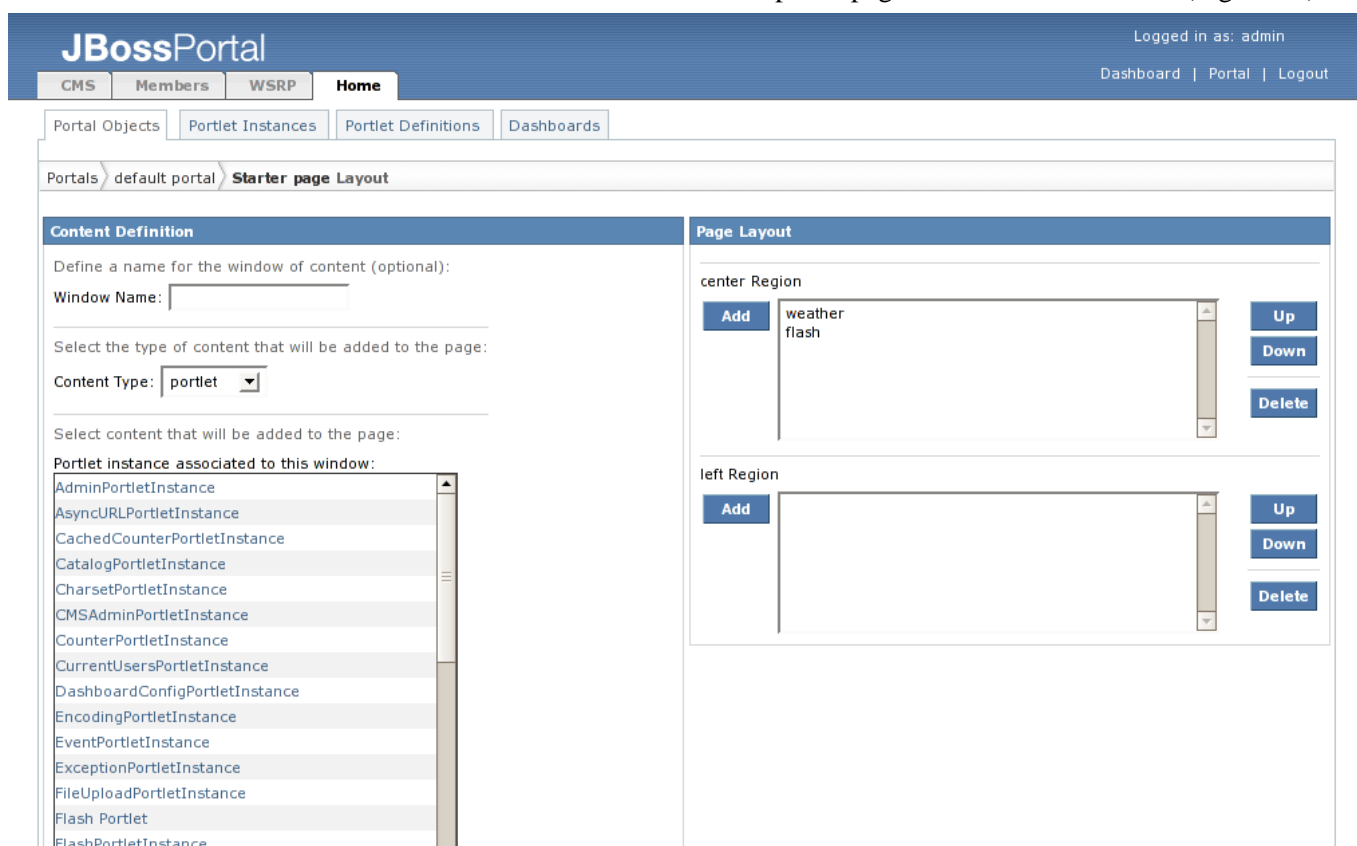 JBossPortal
Logged in as: admin
Dashboard | Portal | Logout
CMS Members WSRP Home
Portal Objects Portlet Instances Portlet Definitions Dashboards
Portals default portal Starter page Layout
Content Definition
Define a name for the window of content (optional):
Window Name:
Select the type of content that will be added to the page:
Content Type: portlet
Select content that will be added to the page:
Portlet instance associated to this window:
AdminPortletInstance
AsyncURLPortletInstance
CachedCounterPortletInstance
CatalogPortletInstance
CharsetPortletInstance
CMSAdminPortletInstance
CounterPortletInstance
CurrentUsersPortletInstance
DashboardConfigPortletInstance
EncodingPortletInstance
EventPortletInstance
ExceptionPortletInstance
FileUploadPortletInstance
Flash Portlet
FlashPortletInstance
Page Layout
center Region
Add
weather
flash
Up
Down
Delete
left Region
Add
Up
Down
Delete